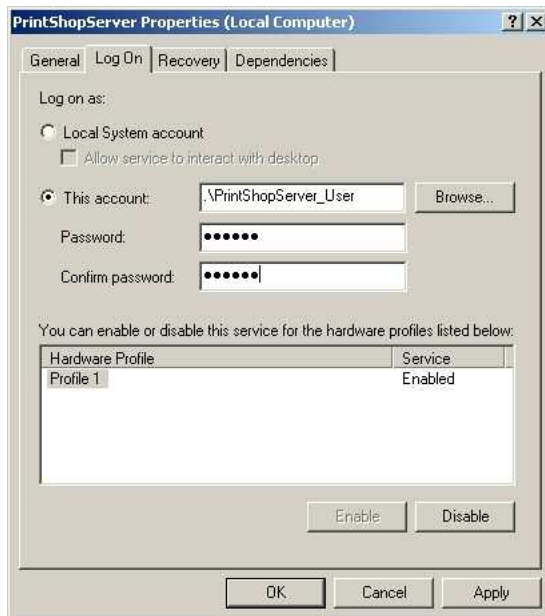 PrintShopServer Properties (Local Computer)
General Log On Recovery Dependencies
Log on as:
Local System account
Allow service to interact with desktop
This account: .\PrintShopServer_User Browse...
Password: ●●●●●●
Confirm password: ●●●●●●
You can enable or disable this service for the hardware profiles listed below:
Hardware Profile Service
Profile 1 Enabled
Enable Disable
OK Cancel Apply